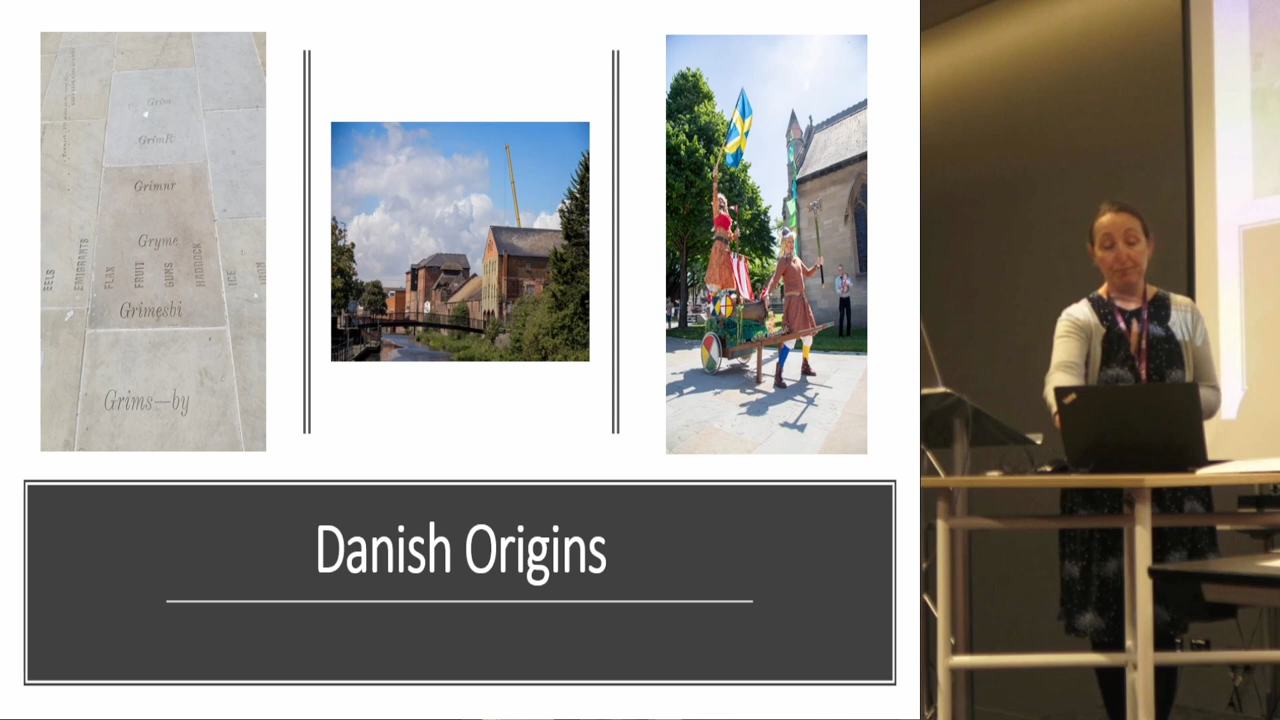 Grim
GrimR
Grimnr
Gryme
EELS
EMIGRANTS
FLAX
FRUIT
GUNS
HADDOCK
ICE
Grimesbi
Grims—by
Danish Origins